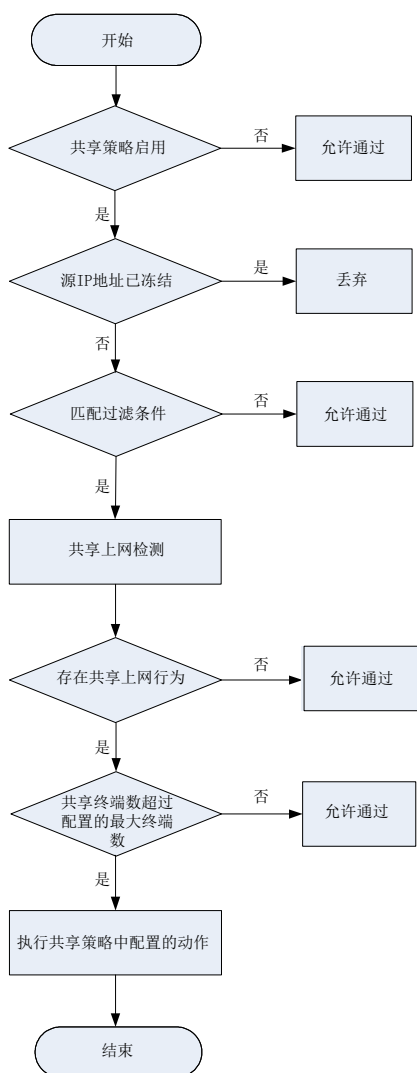 开始
共享策略启用
否
允许通过
是
源IP地址已冻结
是
丢弃
否
匹配过滤条件
否
允许通过
是
共享上网检测
存在共享上网行为
否
允许通过
是
共享终端数超过
配置的最大终端
数
否
允许通过
是
执行共享策略中配置的动作
结束